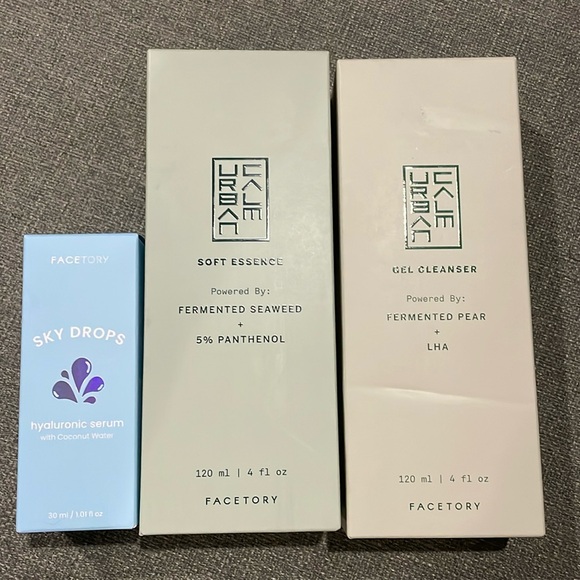 FACETORY
SKY DROPS
hyaluronic serum
with Coconut Water
30 ml / 1.01 fl oz
URBAN
CALM
SOFT ESSENCE
Powered By:
FERMENTED SEAWEED
+
5% PANTHENOL
120 ml | 4 fl oz
FACETORY
URBAN
CALM
GEL CLEANSER
Powered By:
FERMENTED PEAR
+
LHA
120 ml | 4 fl oz
FACETORY